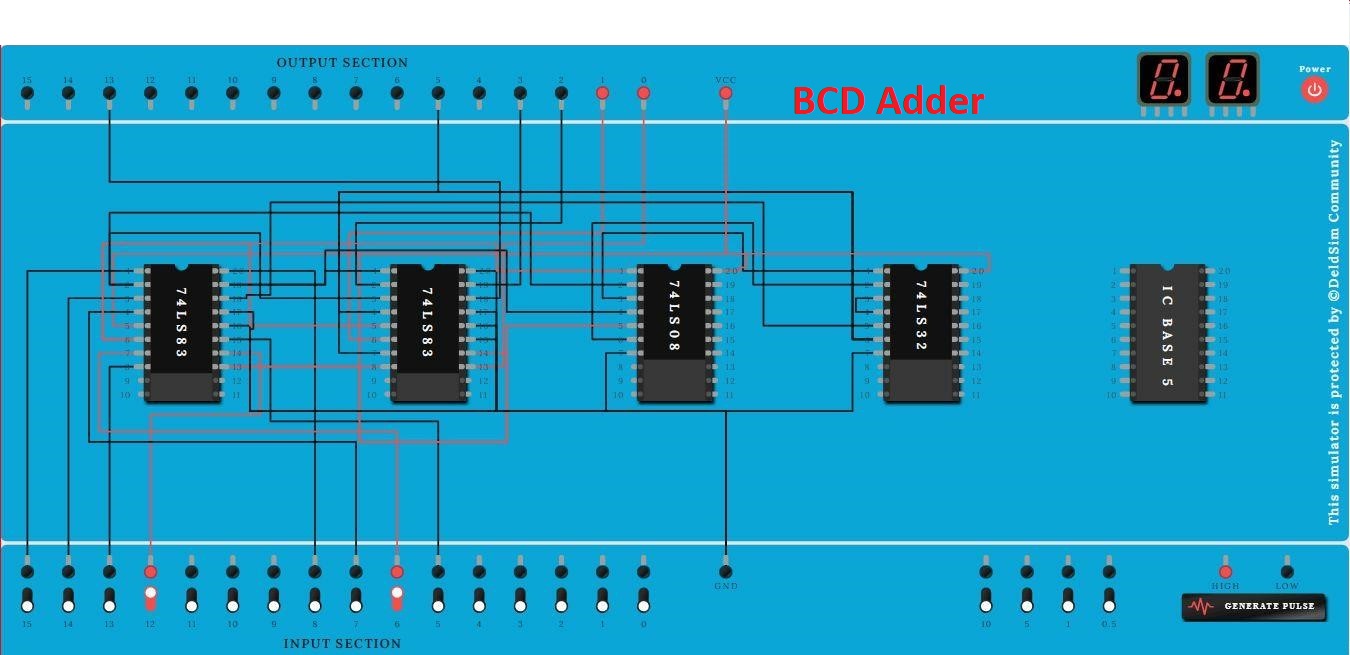 OUTPUT SECTION
15 14 13 12 11 10 9 8 7 6 5 4 3 2 1 0 VCC
BCD Adder
0. 0.
Power
This simulator is protected by ©DeldSim Community
74LS83
74LS83
74LS08
74LS32
IC BASE 5
1 20
2 19
3 18
4 17
5 16
6 15
7 14
8 13
9 12
10 11
GND
HIGH LOW
GENERATE PULSE
15 14 13 12 11 10 9 8 7 6 5 4 3 2 1 0
10 5 1 0.5
INPUT SECTION